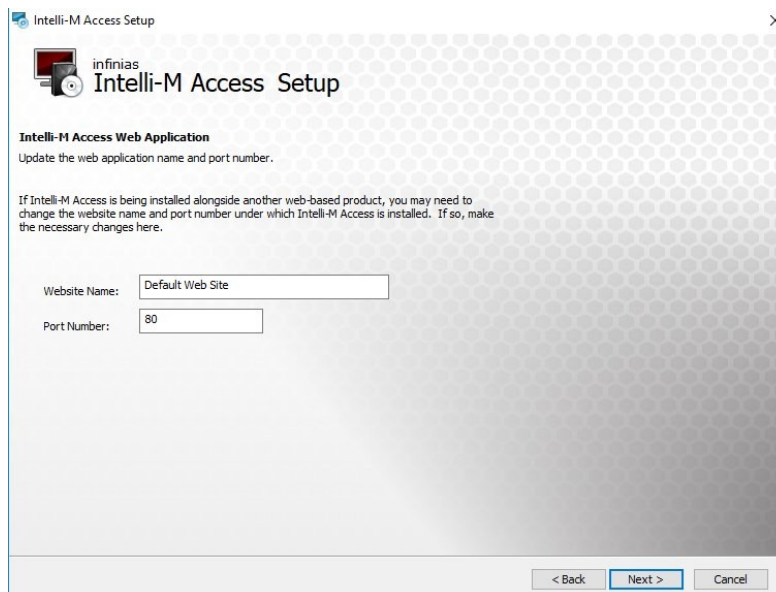 Intelli-M Access Setup
infinias
Intelli-M Access Setup
Intelli-M Access Web Application
Update the web application name and port number.
If Intelli-M Access is being installed alongside another web-based product, you may need to
change the website name and port number under which Intelli-M Access is installed. If so, make
the necessary changes here.
Website Name: Default Web Site
Port Number: 80
< Back Next > Cancel